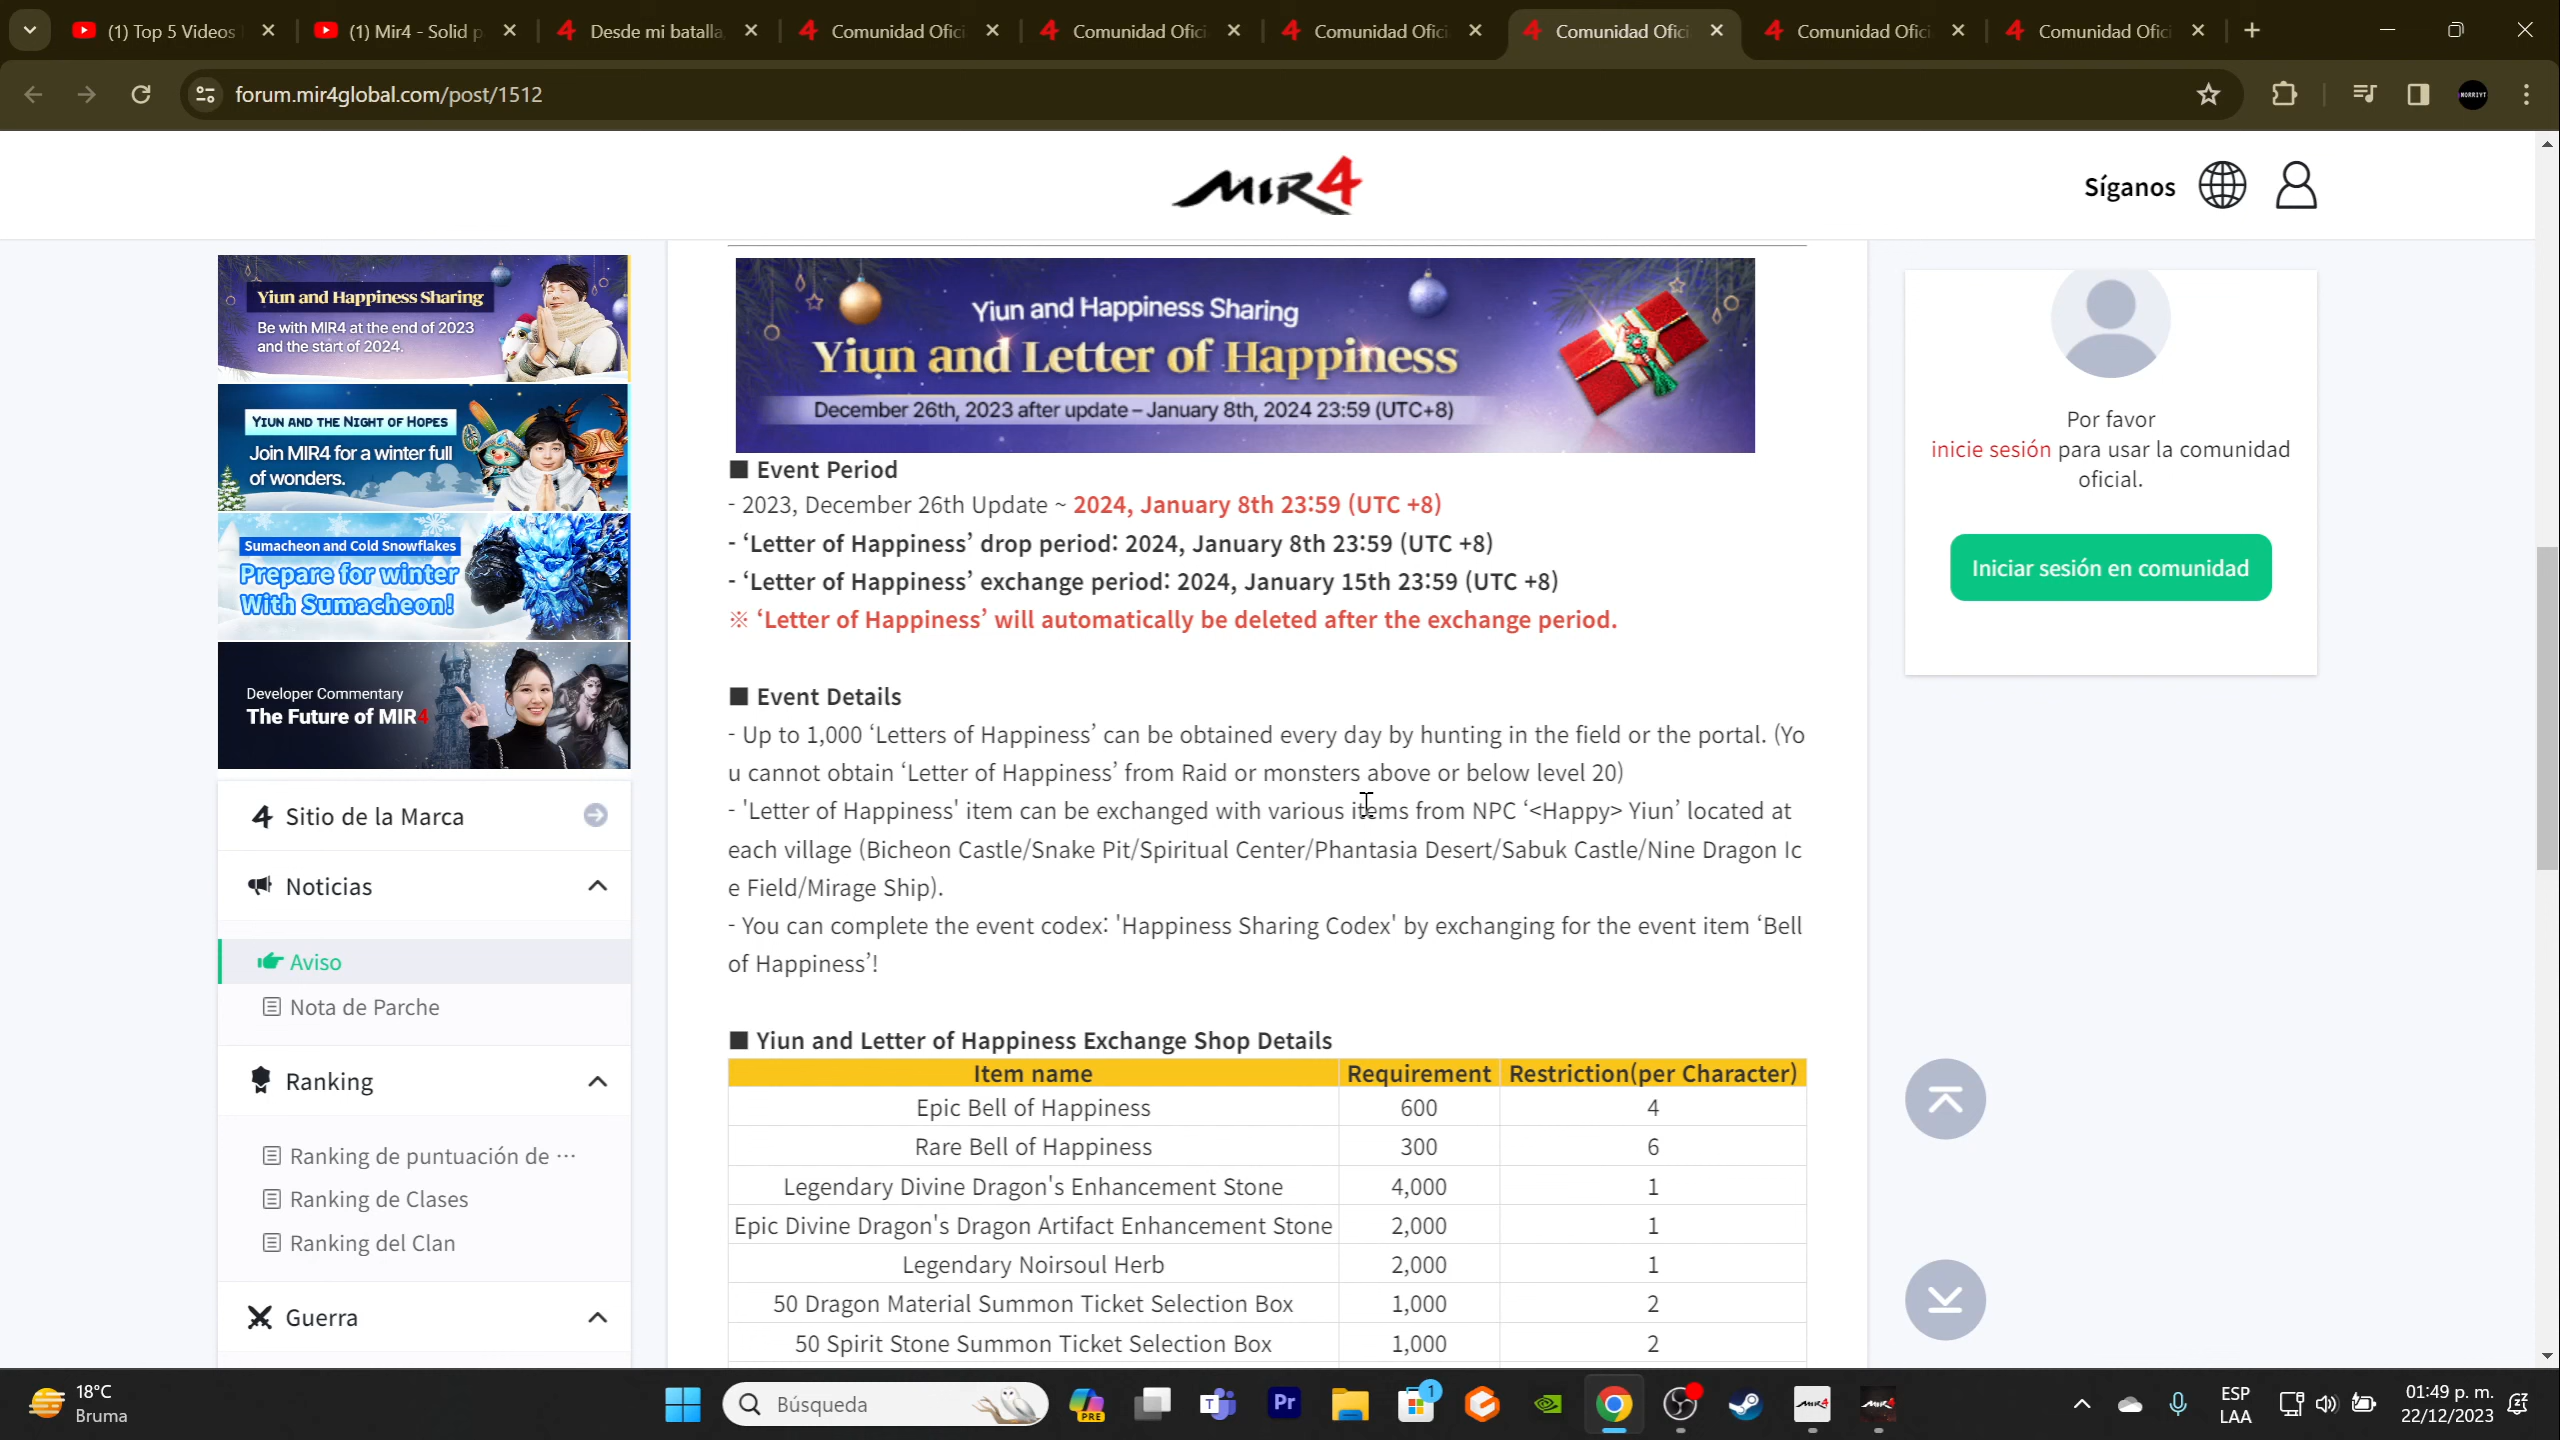 (1) Top 5 Videos
(1) Mir4 - Solid p
Desde mi batalla,
Comunidad Ofici
Comunidad Ofici
Comunidad Ofici
Comunidad Ofici
Comunidad Ofici
Comunidad Ofici
forum.mir4global.com/post/1512
MORRIYT
MIR4
Síganos
Yiun and Happiness Sharing
Be with MIR4 at the end of 2023
and the start of 2024.
YIUN AND THE NIGHT OF HOPES
Join MIR4 for a winter full
of wonders.
Sumacheon and Cold Snowflakes
Prepare for winter
With Sumacheon!
Developer Commentary
The Future of MIR4
Sitio de la Marca
Noticias
Aviso
Nota de Parche
Ranking
Ranking de puntuación de ···
Ranking de Clases
Ranking del Clan
Guerra
Yiun and Happiness Sharing
Yiun and Letter of Happiness
December 26th, 2023 after update – January 8th, 2024 23:59 (UTC+8)
■ Event Period
- 2023, December 26th Update ~ 2024, January 8th 23:59 (UTC +8)
- ‘Letter of Happiness’ drop period: 2024, January 8th 23:59 (UTC +8)
- ‘Letter of Happiness’ exchange period: 2024, January 15th 23:59 (UTC +8)
※ ‘Letter of Happiness’ will automatically be deleted after the exchange period.
■ Event Details
- Up to 1,000 ‘Letters of Happiness’ can be obtained every day by hunting in the field or the portal. (Yo
u cannot obtain ‘Letter of Happiness’ from Raid or monsters above or below level 20)
- 'Letter of Happiness' item can be exchanged with various items from NPC ‘<Happy> Yiun’ located at
each village (Bicheon Castle/Snake Pit/Spiritual Center/Phantasia Desert/Sabuk Castle/Nine Dragon Ic
e Field/Mirage Ship).
- You can complete the event codex: 'Happiness Sharing Codex' by exchanging for the event item ‘Bell
of Happiness’!
■ Yiun and Letter of Happiness Exchange Shop Details
Item name Requirement Restriction(per Character)
Epic Bell of Happiness 600 4
Rare Bell of Happiness 300 6
Legendary Divine Dragon's Enhancement Stone 4,000 1
Epic Divine Dragon's Dragon Artifact Enhancement Stone 2,000 1
Legendary Noirsoul Herb 2,000 1
50 Dragon Material Summon Ticket Selection Box 1,000 2
50 Spirit Stone Summon Ticket Selection Box 1,000 2
Por favor
inicie sesión para usar la comunidad
oficial.
Iniciar sesión en comunidad
18°C
Bruma
Búsqueda
PRE
T
Pr
1
MIR4
MIR4
ESP
LAA
01:49 p. m.
22/12/2023